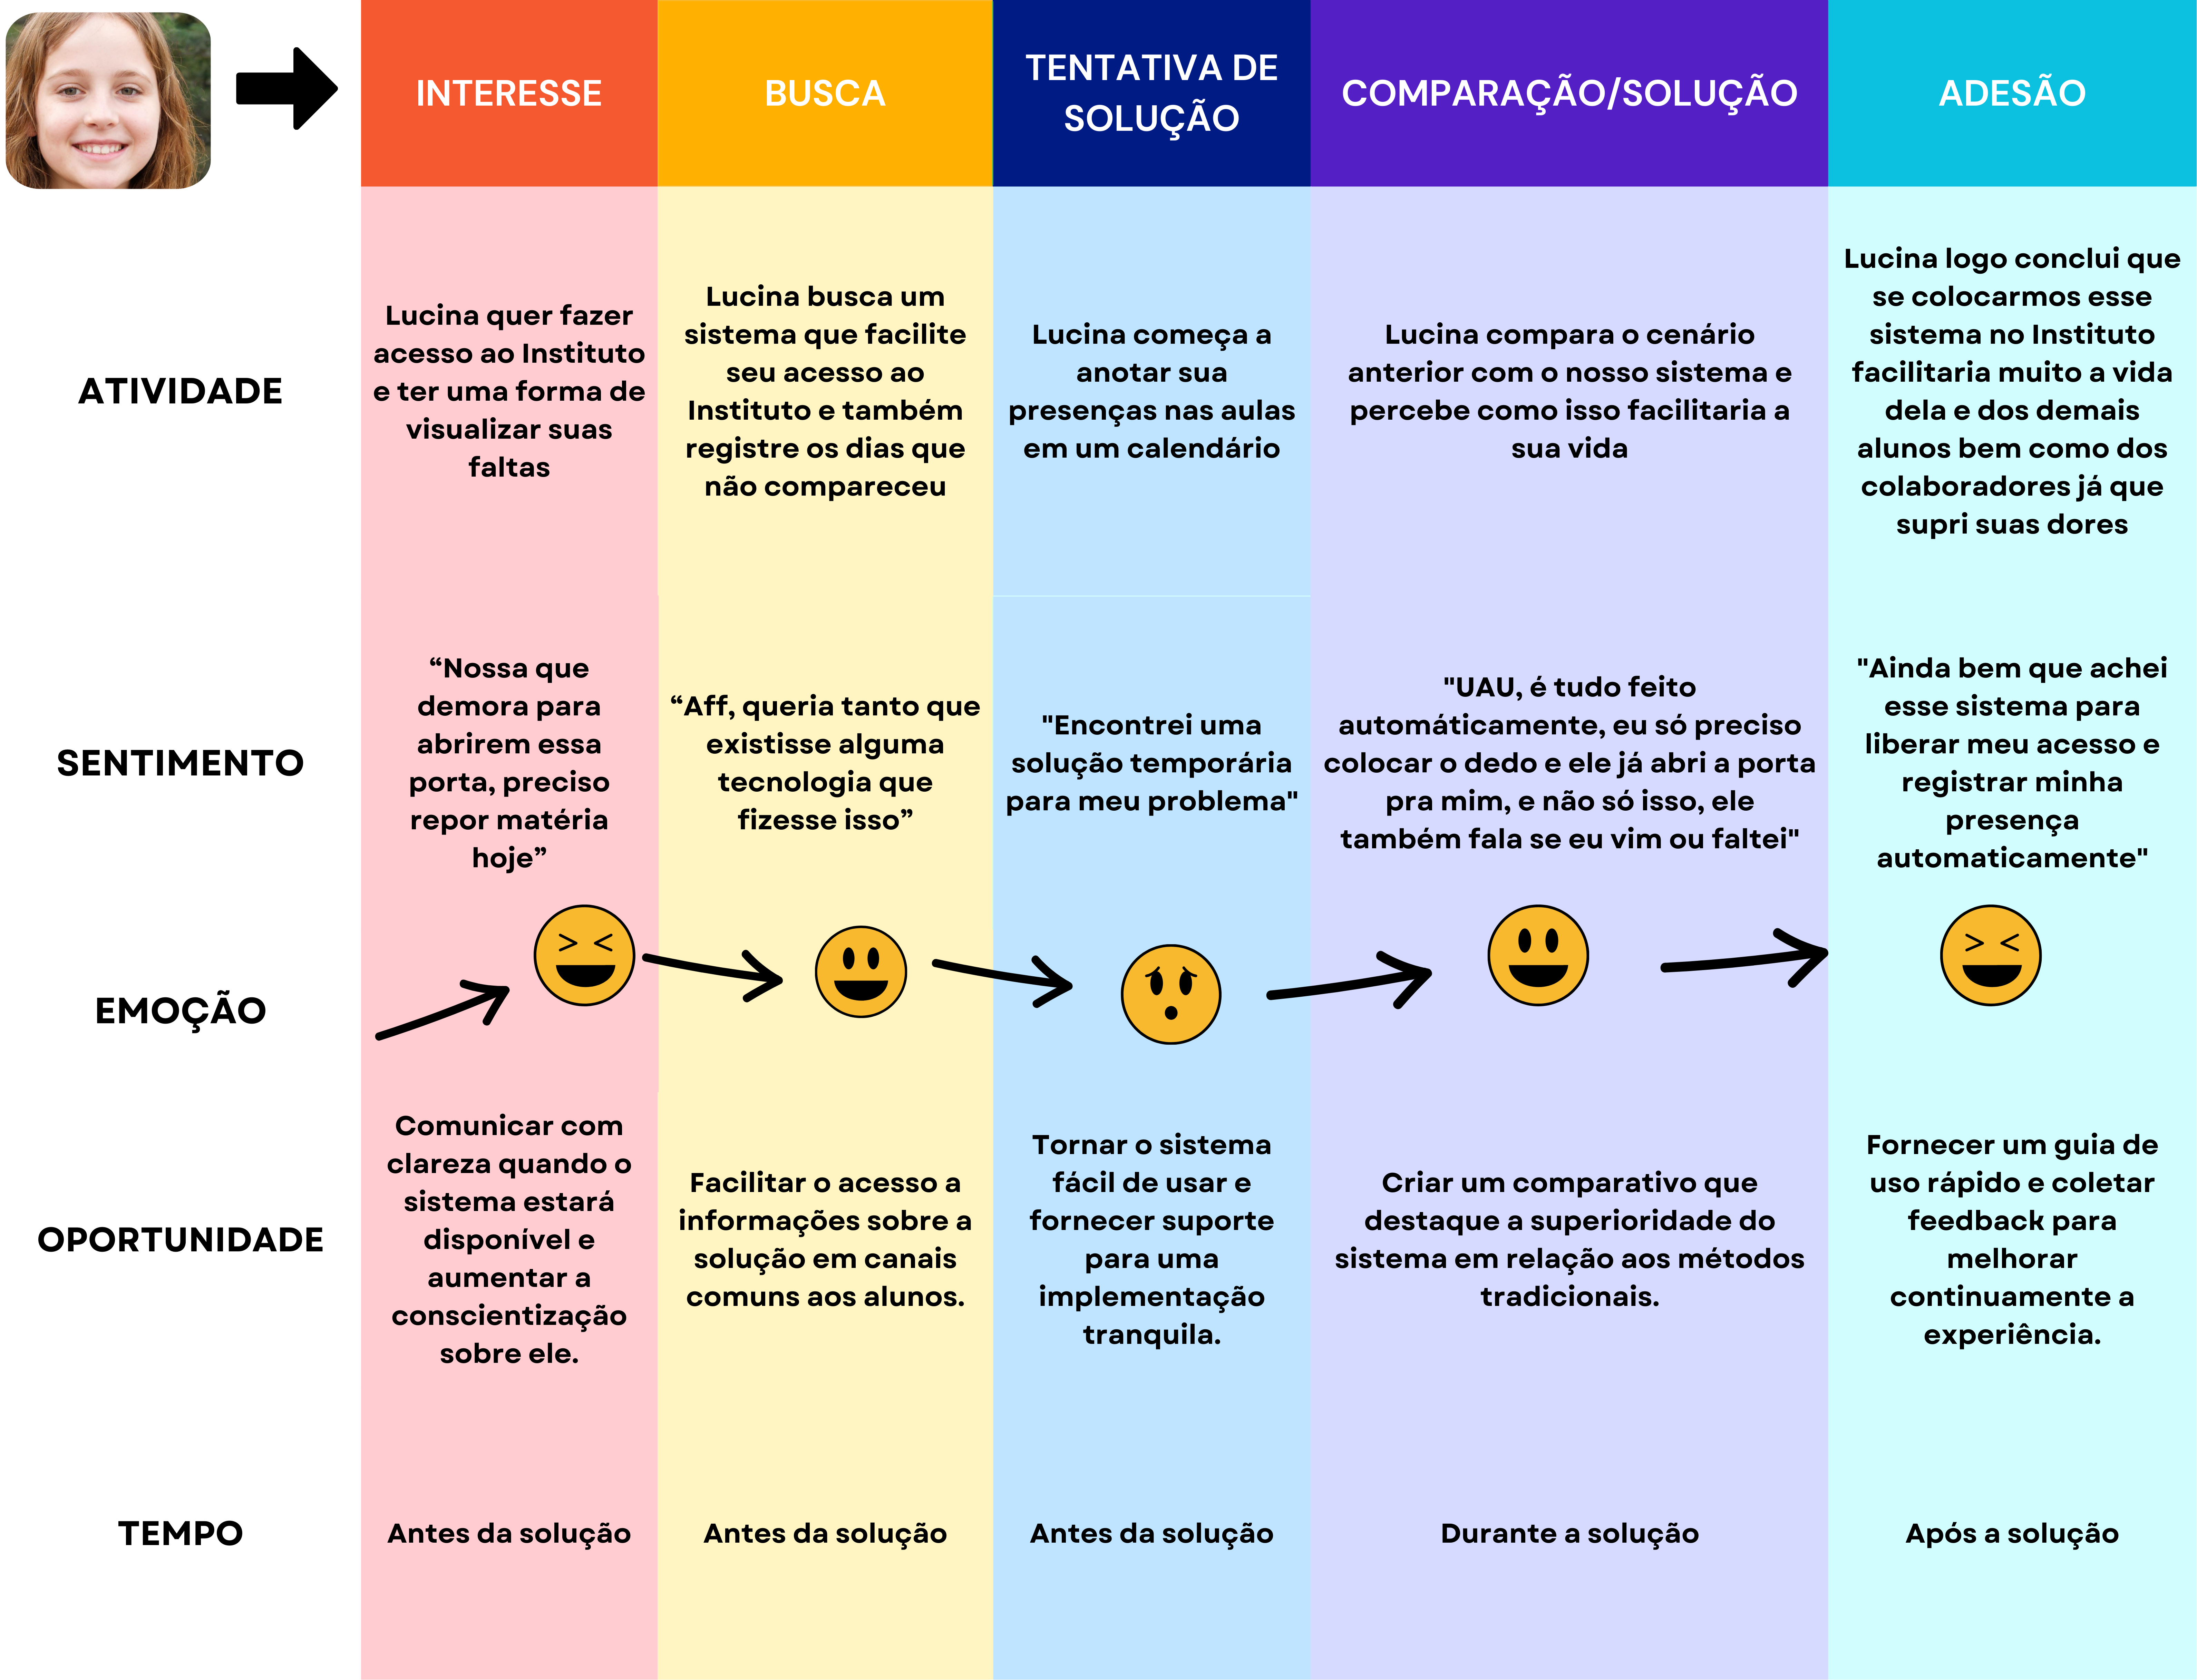 INTERESSE
BUSCA
TENTATIVA DE
SOLUÇÃO
COMPARAÇÃO/SOLUÇÃO
ADESÃO
ATIVIDADE
Lucina quer fazer
acesso ao Instituto
e ter uma forma de
visualizar suas
faltas
Lucina busca um
sistema que facilite
seu acesso ao
Instituto e também
registre os dias que
não compareceu
Lucina começa a
anotar sua
presenças nas aulas
em um calendário
Lucina compara o cenário
anterior com o nosso sistema e
percebe como isso facilitaria a
sua vida
Lucina logo conclui que
se colocarmos esse
sistema no Instituto
facilitaria muito a vida
dela e dos demais
alunos bem como dos
colaboradores já que
supri suas dores
SENTIMENTO
“Nossa que
demora para
abrirem essa
porta, preciso
repor matéria
hoje”
“Aff, queria tanto que
existisse alguma
tecnologia que
fizesse isso”
"Encontrei uma
solução temporária
para meu problema"
"UAU, é tudo feito
automáticamente, eu só preciso
colocar o dedo e ele já abri a porta
pra mim, e não só isso, ele
também fala se eu vim ou faltei"
"Ainda bem que achei
esse sistema para
liberar meu acesso e
registrar minha
presença
automaticamente"
EMOÇÃO
OPORTUNIDADE
Comunicar com
clareza quando o
sistema estará
disponível e
aumentar a
conscientização
sobre ele.
Facilitar o acesso a
informações sobre a
solução em canais
comuns aos alunos.
Tornar o sistema
fácil de usar e
fornecer suporte
para uma
implementação
tranquila.
Criar um comparativo que
destaque a superioridade do
sistema em relação aos métodos
tradicionais.
Fornecer um guia de
uso rápido e coletar
feedback para
melhorar
continuamente a
experiência.
TEMPO
Antes da solução
Antes da solução
Antes da solução
Durante a solução
Após a solução